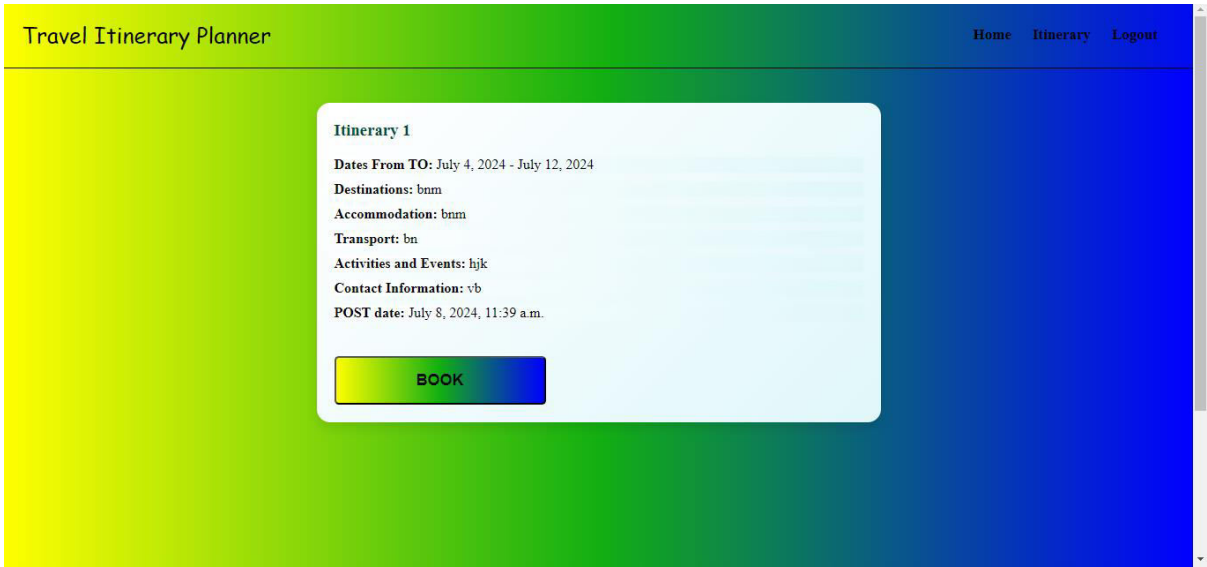 Travel Itinerary Planner
Home Itinerary Logout
Itinerary 1
Dates From TO: July 4, 2024 - July 12, 2024
Destinations: bnm
Accommodation: bnm
Transport: bn
Activities and Events: hjk
Contact Information: vb
POST date: July 8, 2024, 11:39 a.m.
BOOK